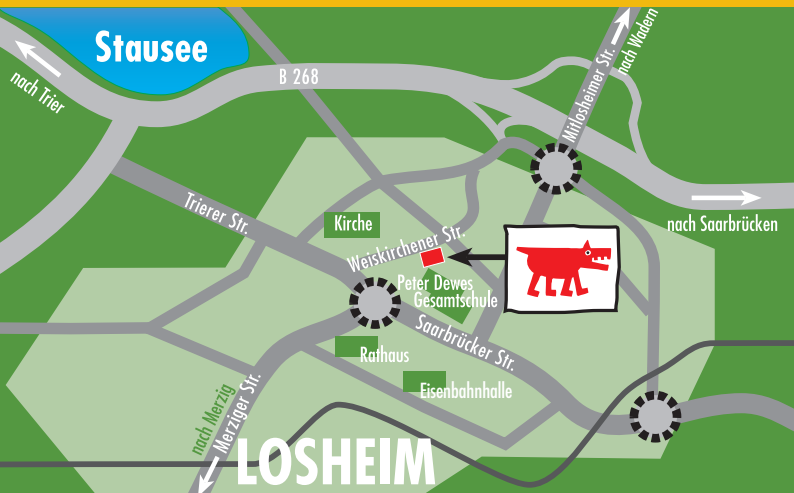 Stausee
nach Trier
B 268
Mitlosheimer Str.
nach Wadern
Trierer Str.
Kirche
Weiskirchener Str.
nach Saarbrücken
Peter Dewes
Gesamtschule
Saarbrücker Str.
Rathaus
Eisenbahnhalle
nach Merzig
Merziger Str.
LOSHEIM